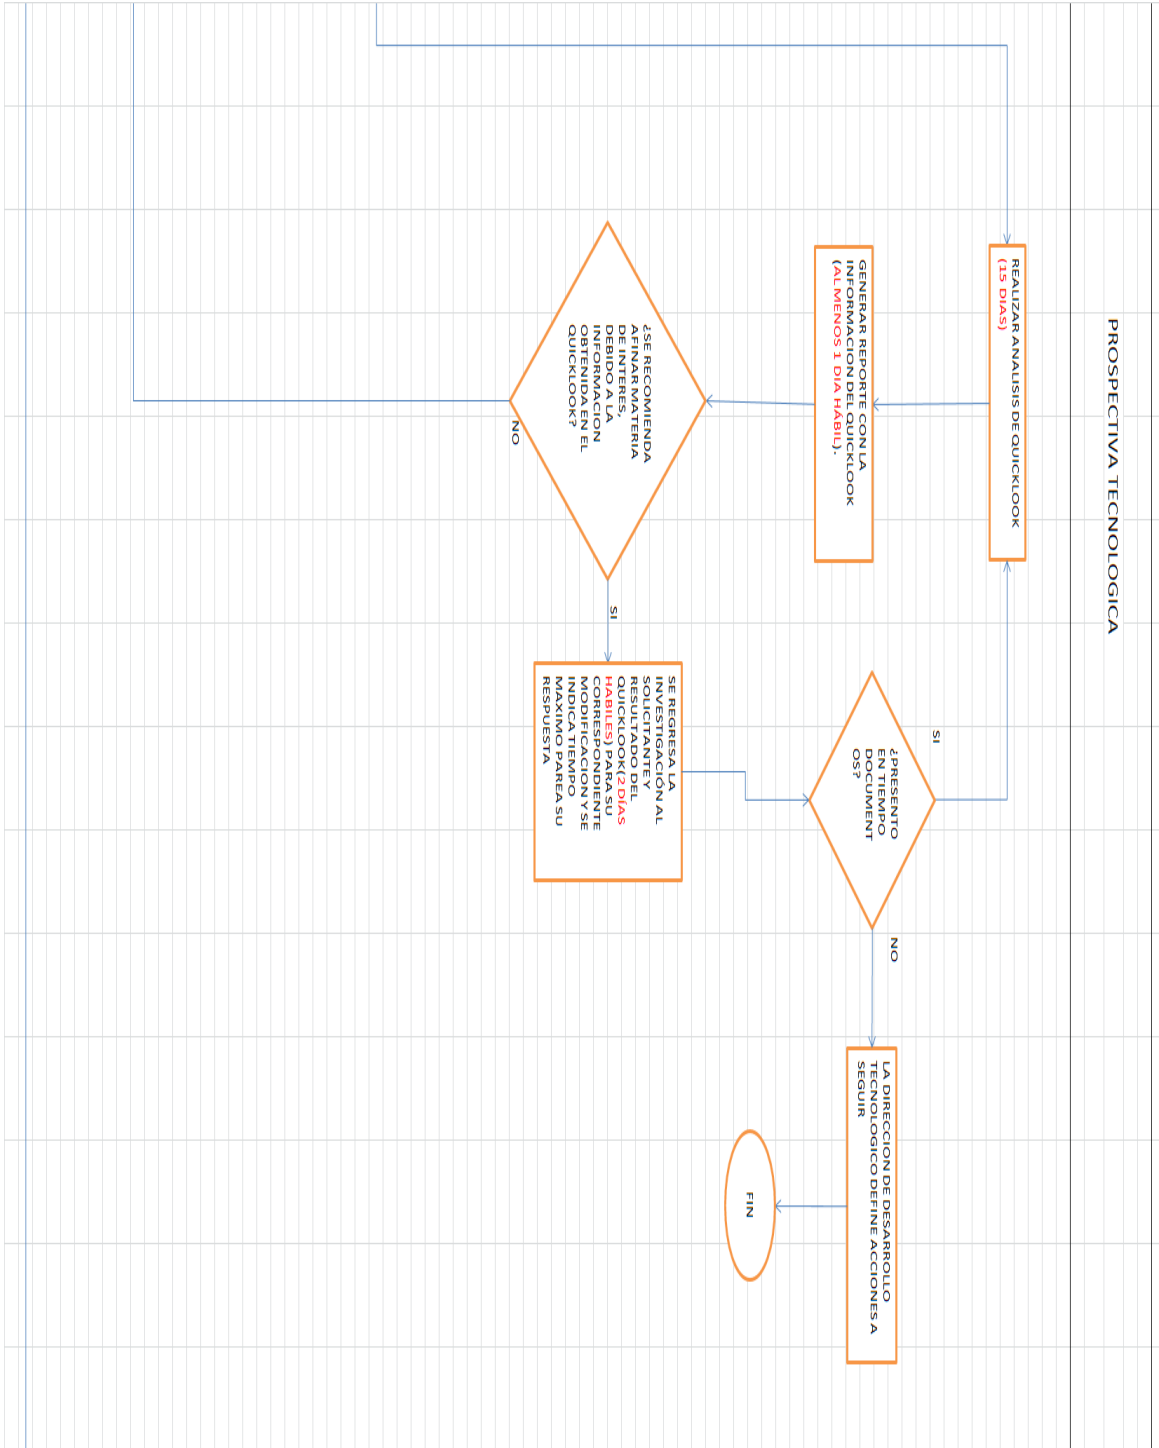 PROSPECTIVA TECNOLOGICA
REALIZAR ANALISIS DE QUICKLOOK
(15 DIAS)
GENERAR REPORTE CON LA
INFORMACION DEL QUICKLOOK
(AL MENOS 1 DIA HÁBIL).
¿SE RECOMIENDA
AFINAR MATERIA
DE INTERES,
DEBIDO A LA
INFORMACION
OBTENIDA EN EL
QUICKLOOK?
NO
SI
SE REGRESA LA
INVESTIGACIÓN AL
SOLICITANTE Y
RESULTADO DEL
QUICKLOOK(2 DÍAS
HABILES) PARA SU
CORRESPONDIENTE
MODIFICACION Y SE
INDICA TIEMPO
MAXIMO PAREA SU
RESPUESTA
SI
¿PRESENTO
EN TIEMPO
DOCUMENT
OS?
NO
LA DIRECCION DE DESARROLLO
TECNOLOGICO DEFINE ACCIONES A
SEGUIR
FIN